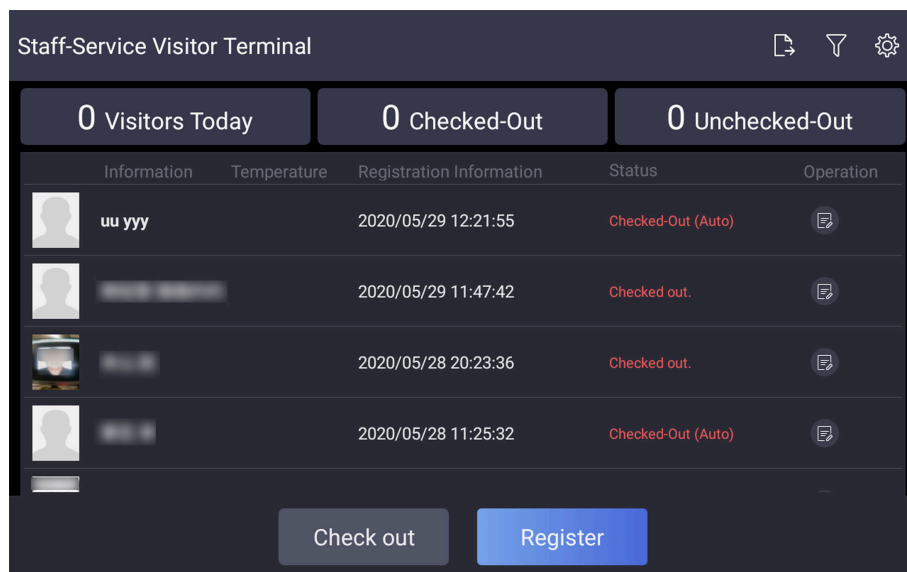 Staff-Service Visitor Terminal
0 Visitors Today
0 Checked-Out
0 Unchecked-Out
Information Temperature Registration Information Status Operation
uu yyy 2020/05/29 12:21:55 Checked-Out (Auto)
2020/05/29 11:47:42 Checked out.
2020/05/28 20:23:36 Checked out.
2020/05/28 11:25:32 Checked-Out (Auto)
Check out
Register